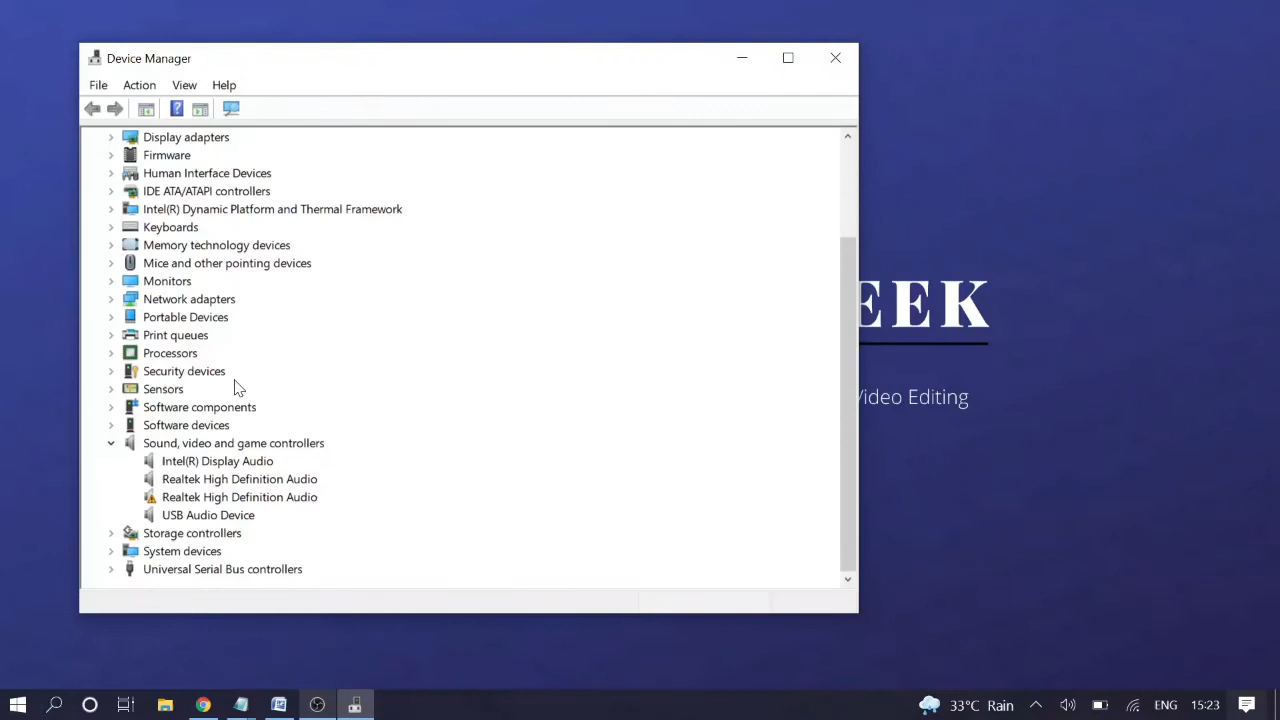 Device Manager
File Action View Help
Display adapters
Firmware
Human Interface Devices
IDE ATA/ATAPI controllers
Intel(R) Dynamic Platform and Thermal Framework
Keyboards
Memory technology devices
Mice and other pointing devices
Monitors
Network adapters
Portable Devices
Print queues
Processors
Security devices
Sensors
Software components
Software devices
Sound, video and game controllers
Intel(R) Display Audio
Realtek High Definition Audio
Realtek High Definition Audio
USB Audio Device
Storage controllers
System devices
Universal Serial Bus controllers
EEK
Video Editing
33°C Rain ENG 15:23